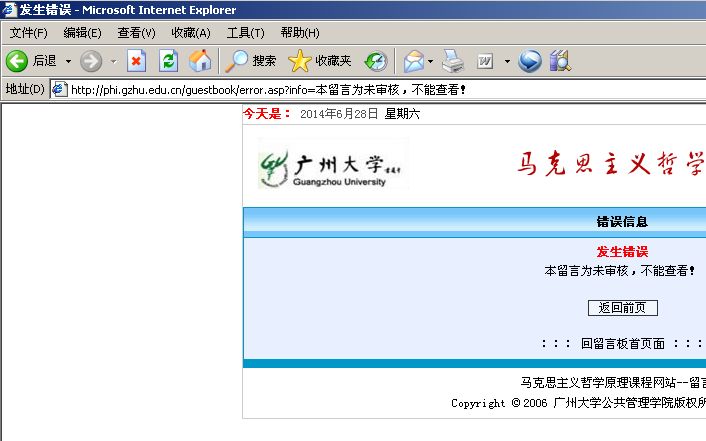 发生错误 - Microsoft Internet Explorer
文件(F) 编辑(E) 查看(V) 收藏(A) 工具(T) 帮助(H)
后退 搜索 收藏夹
地址(D) http://phi.gzhu.edu.cn/guestbook/error.asp?info=本留言为未审核，不能查看！
今天是： 2014年6月28日 星期六
广州大学 马克思主义哲学
Guangzhou University
错误信息
发生错误
本留言为未审核，不能查看！
返回前页
：：： 回留言板首页面 ：：：
马克思主义哲学原理课程网站--留言
Copyright ©2006 广州大学公共管理学院版权所